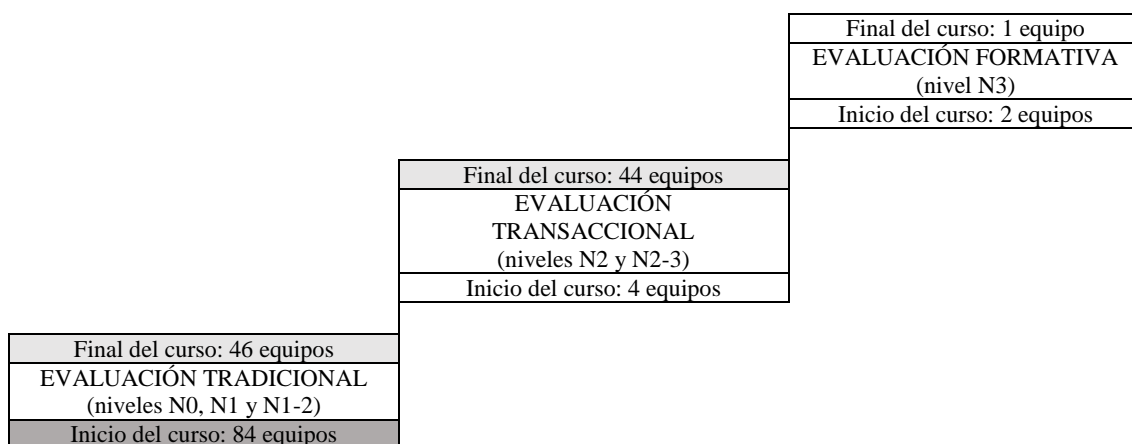 Final del curso: 1 equipo
EVALUACIÓN FORMATIVA
(nivel N3)
Inicio del curso: 2 equipos
Final del curso: 44 equipos
EVALUACIÓN
TRANSACCIONAL
(niveles N2 y N2-3)
Inicio del curso: 4 equipos
Final del curso: 46 equipos
EVALUACIÓN TRADICIONAL
(niveles N0, N1 y N1-2)
Inicio del curso: 84 equipos